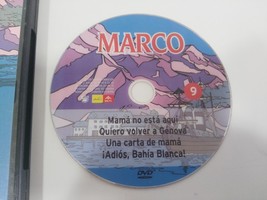 MARCO
9
Mamá no está aquí
Quiero volver a Génova
Una carta de mamá
¡Adiós, Bahía Blanca!
DVD